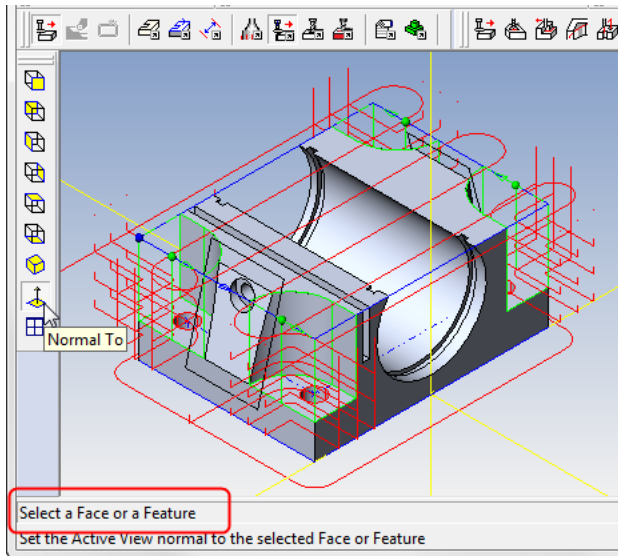 Normal To
Select a Face or a Feature
Set the Active View normal to the selected Face or Feature